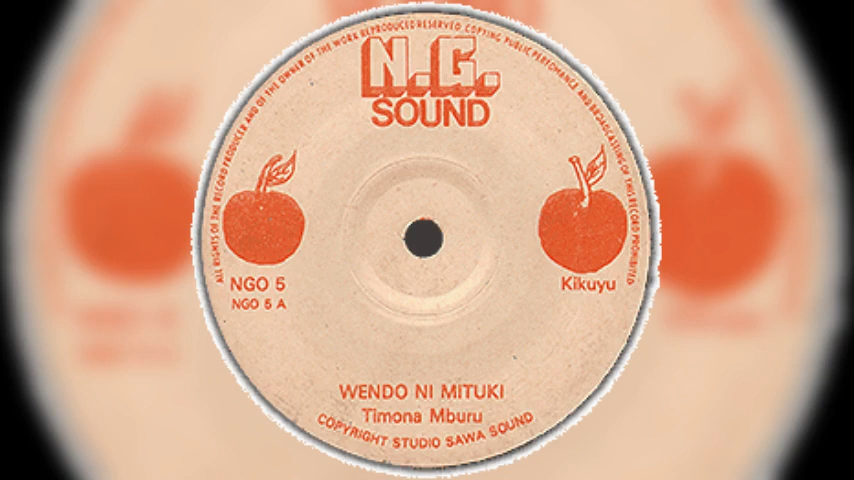 ALL RIGHTS OF THE RECORD PRODUCER AND OF THE OWNER OF THE WORK REPRODUCED RESERVED. COPYING PUBLIC PERFOMANCE AND BROADCASTING OF THIS RECORD PROHIBITED
N.G.
SOUND
NGO 5
NGO 5 A
Kikuyu
WENDO NI MITUKI
Timona Mburu
COPYRIGHT STUDIO SAWA SOUND